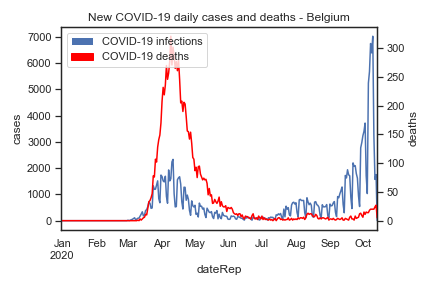 New COVID-19 daily cases and deaths - Belgium
COVID-19 infections
COVID-19 deaths
7000
6000
5000
4000
3000
2000
1000
0
cases
300
250
200
150
100
50
0
deaths
Jan Feb Mar Apr May Jun Jul Aug Sep Oct
2020
dateRep